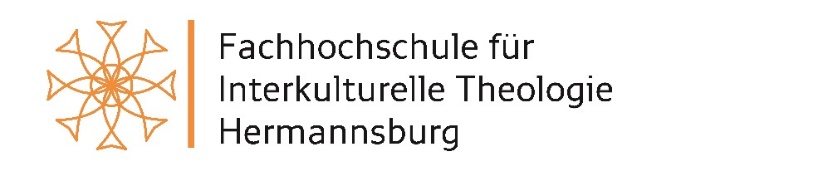 Fachhochschule für
Interkulturelle Theologie
Hermannsburg